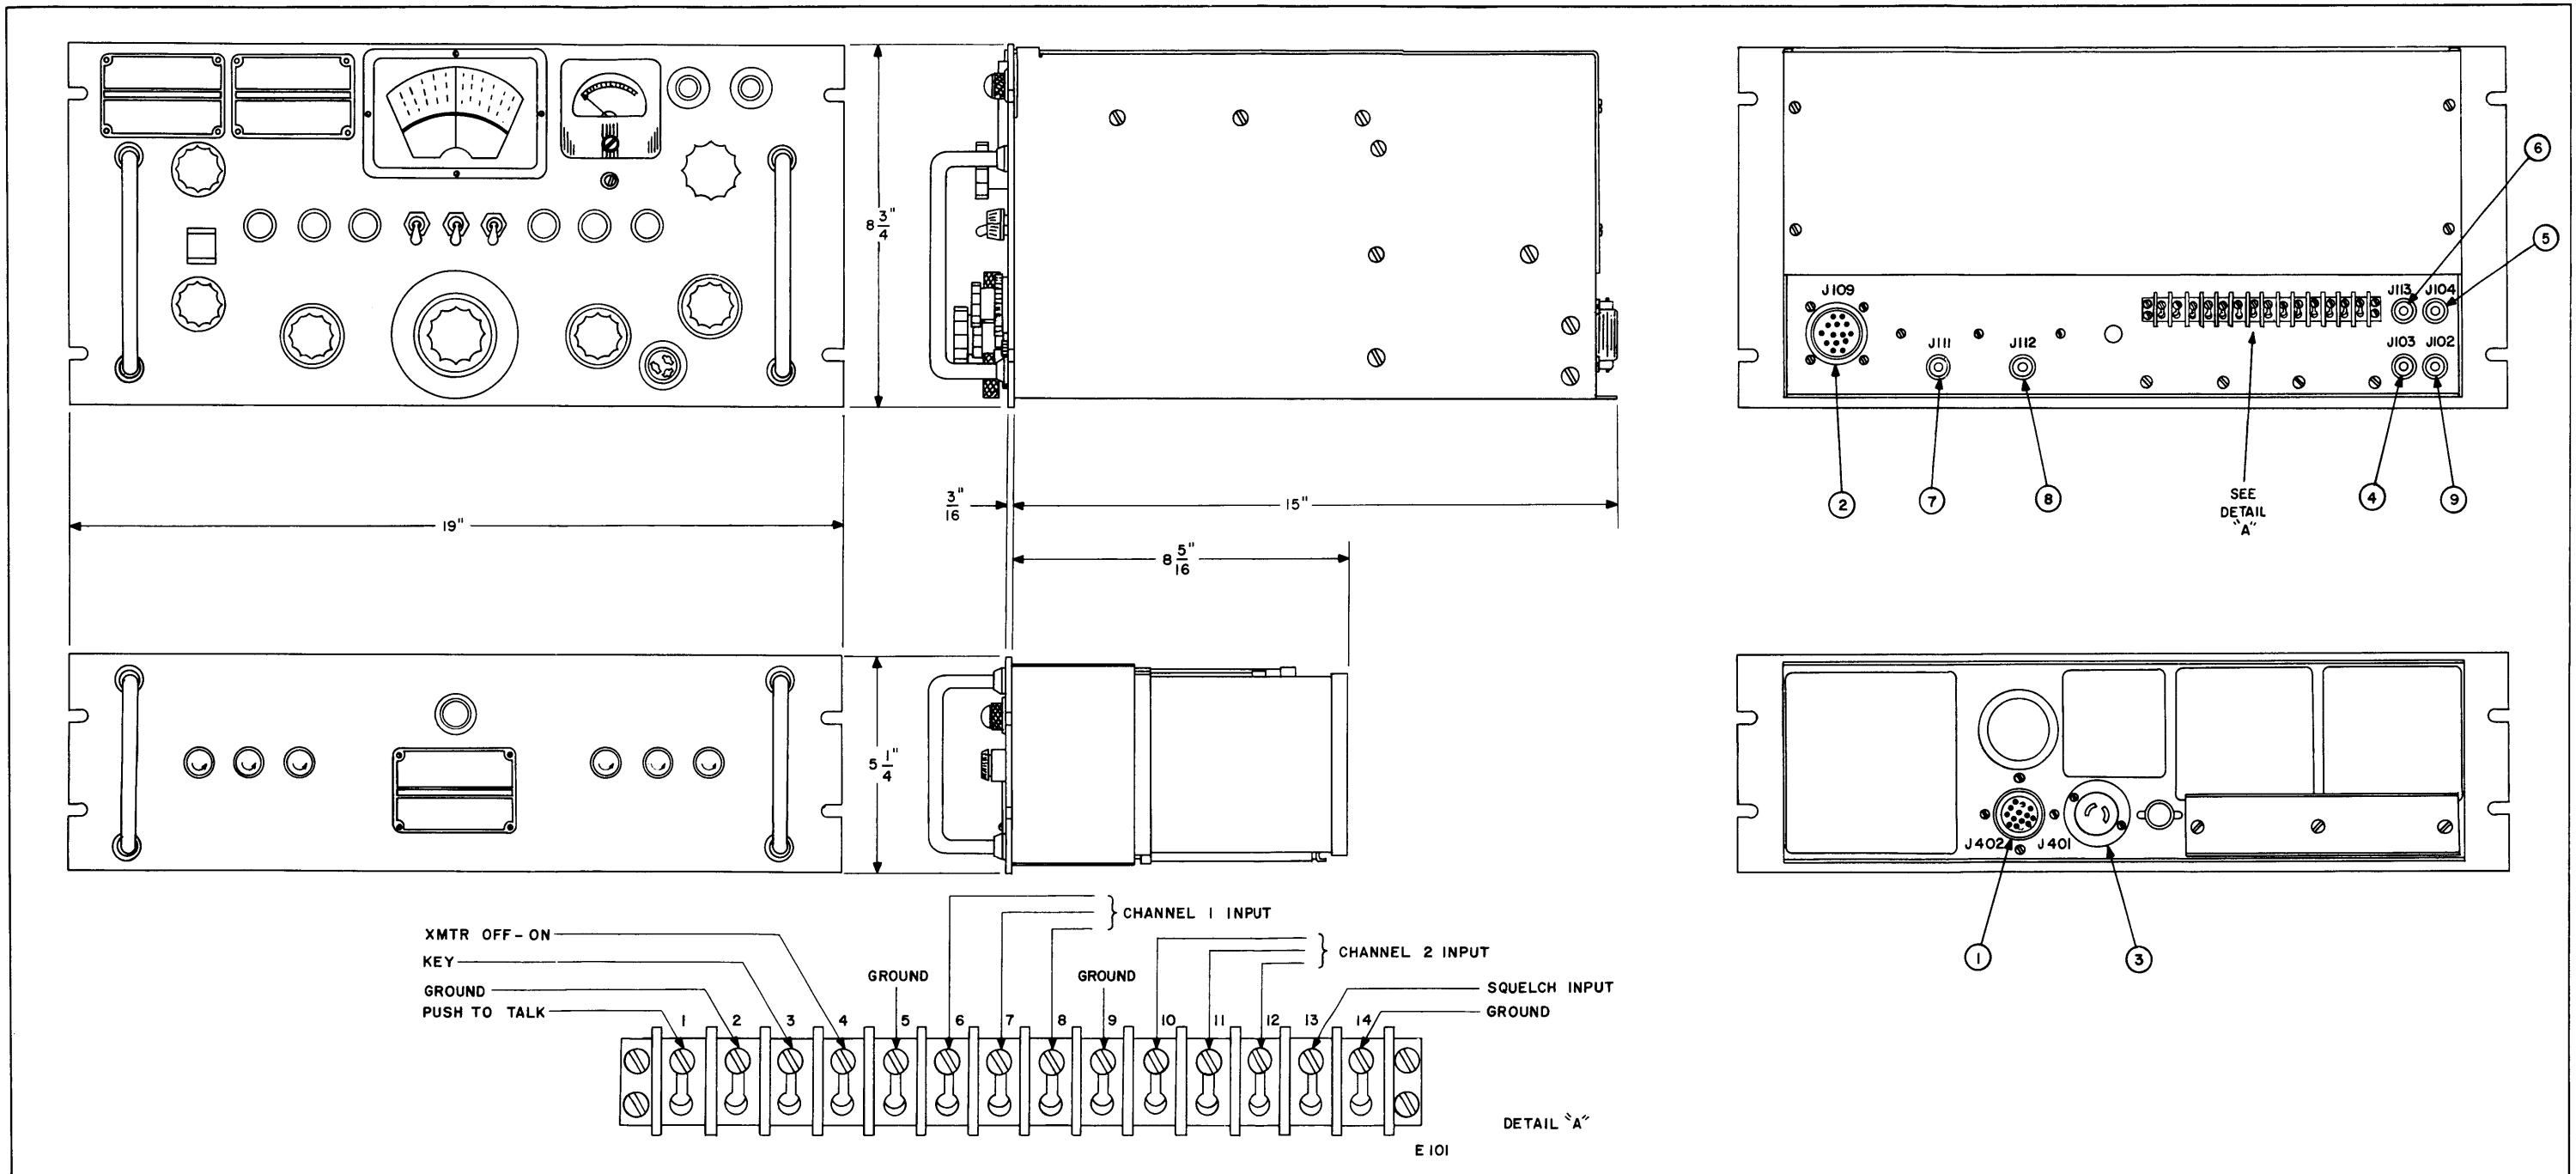 8 3/4"
19"
3/16"
15"
8 5/16"
5 1/4"
J109
J111
J112
J113 J104
J103 J102
6
5
2
7
8
SEE
DETAIL
"A"
4
9
J402 J401
1
3
XMTR OFF-ON
KEY
GROUND
PUSH TO TALK
GROUND
CHANNEL 1 INPUT
GROUND
CHANNEL 2 INPUT
SQUELCH INPUT
GROUND
1 2 3 4 5 6 7 8 9 10 11 12 13 14
DETAIL "A"
E101